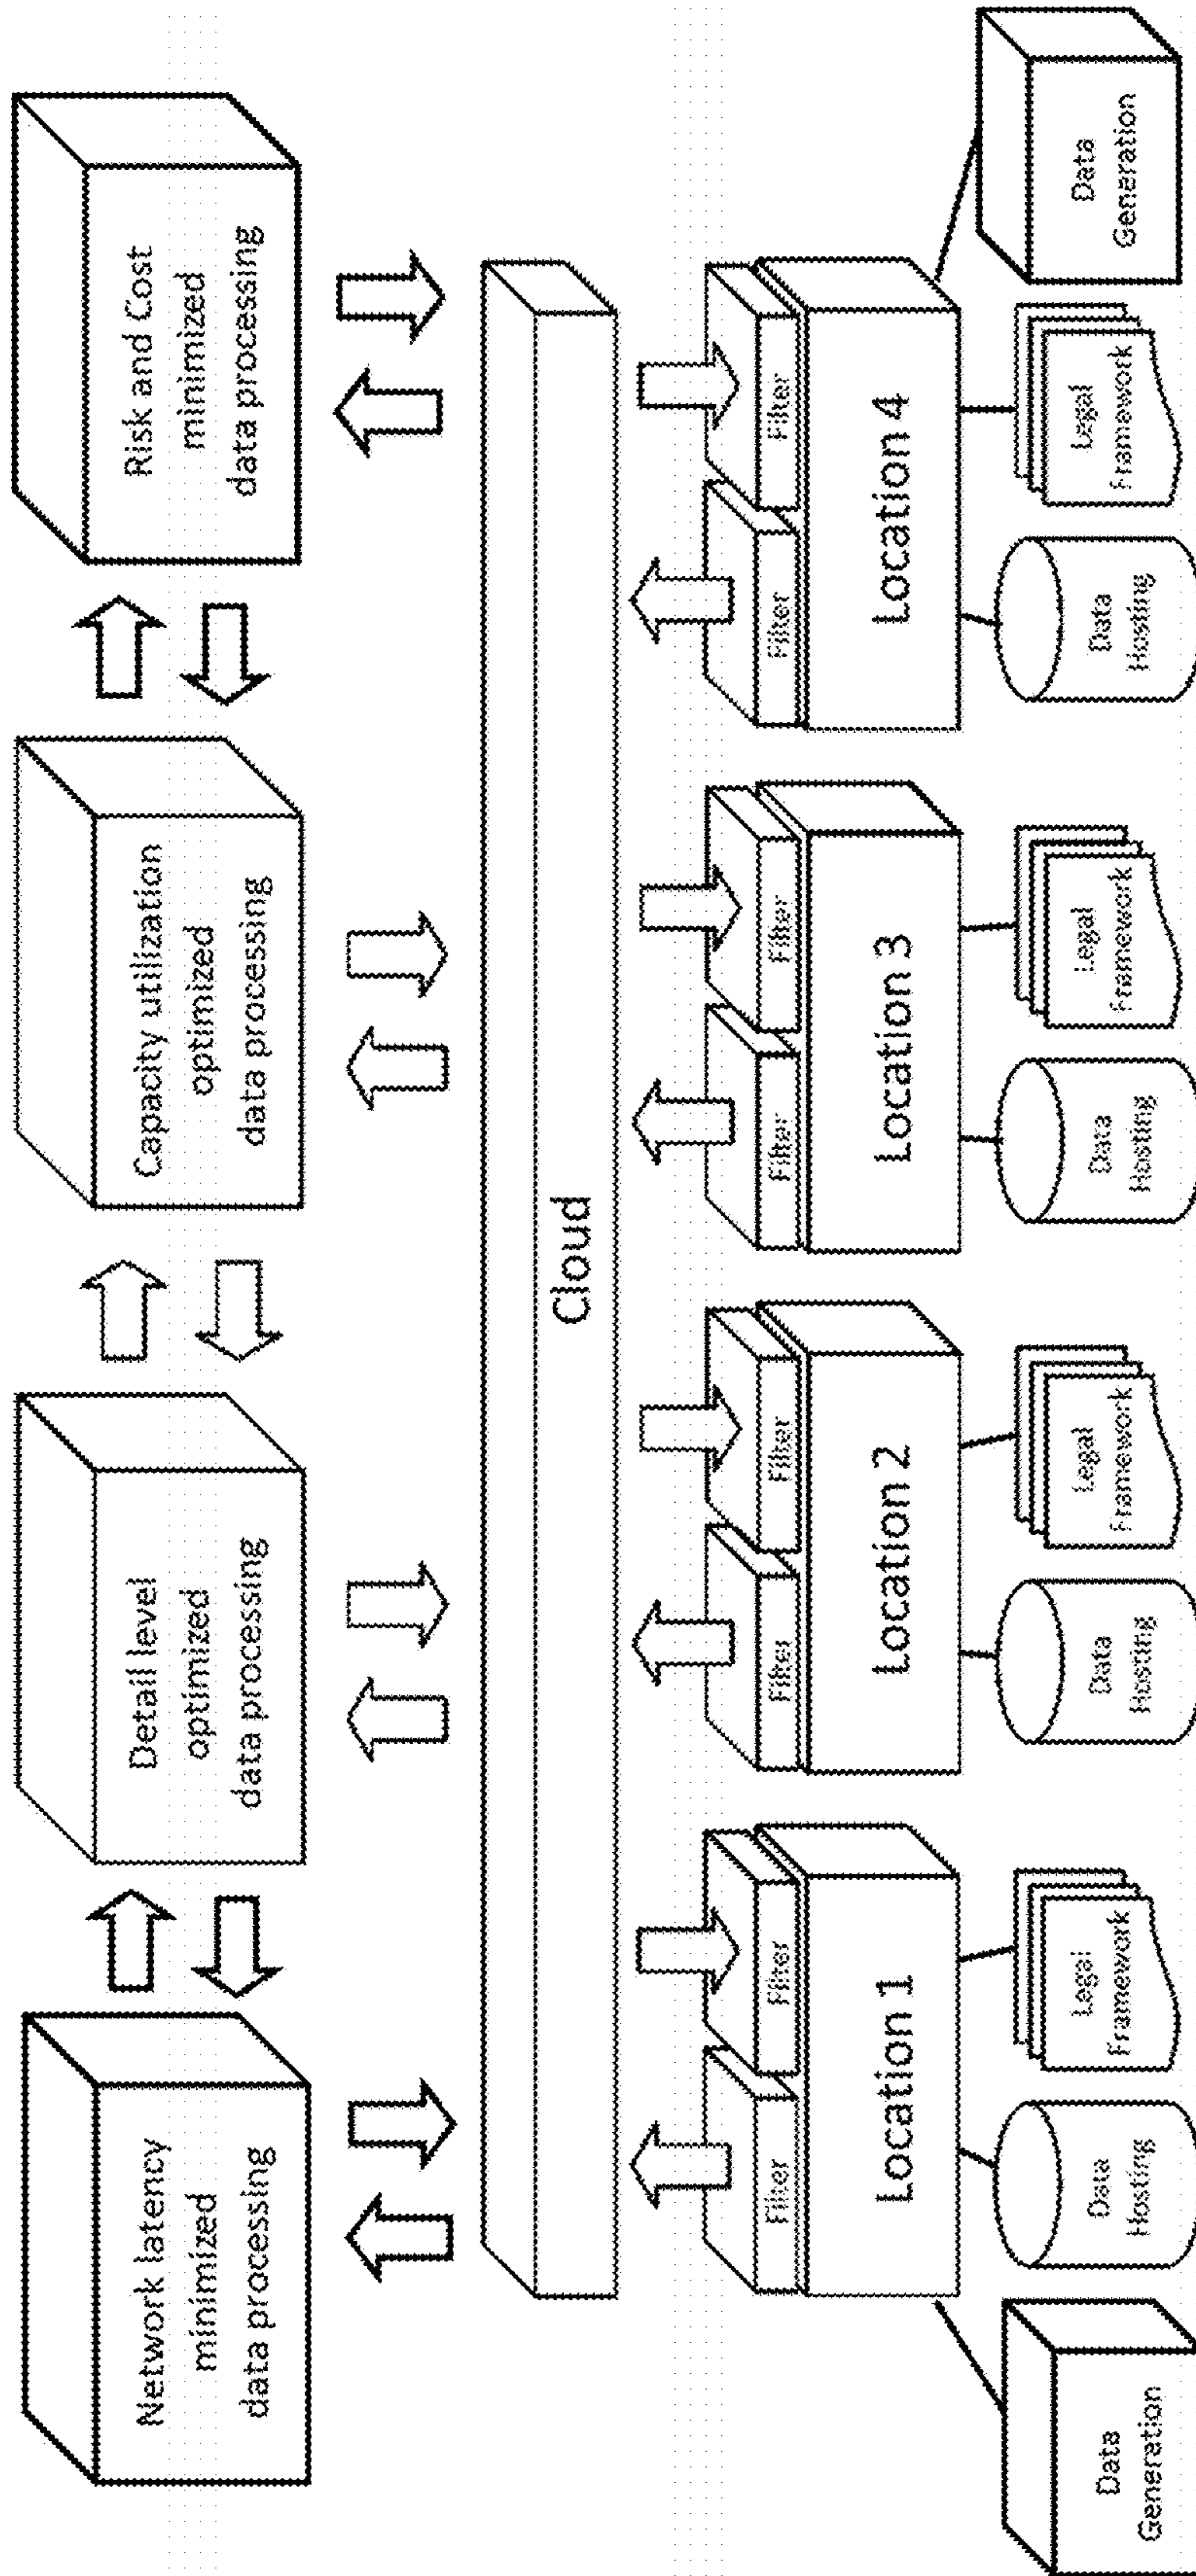 Network latency
minimized
data processing
Detail level
optimized
data processing
Capacity utilization
optimized
data processing
Risk and Cost
minimized
data processing
Cloud
Filter
Filter
Location 1
Filter
Filter
Location 2
Filter
Filter
Location 3
Filter
Filter
Location 4
Data
Generation
Data
Hosting
Legal
Framework
Data
Hosting
Legal
Framework
Data
Hosting
Legal
Framework
Data
Hosting
Legal
Framework
Data
Generation